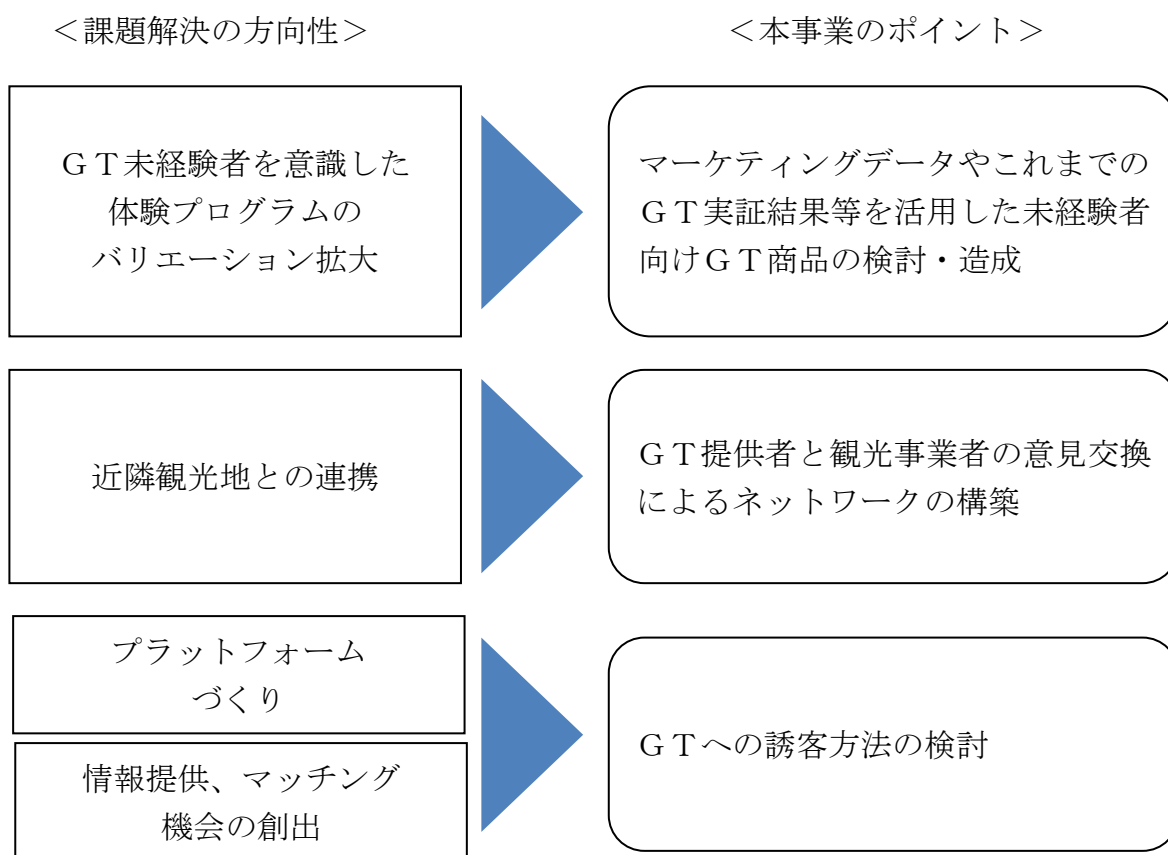 ＜課題解決の方向性＞
＜本事業のポイント＞
ＧＴ未経験者を意識した
体験プログラムの
バリエーション拡大
マーケティングデータやこれまでの
ＧＴ実証結果等を活用した未経験者
向けＧＴ商品の検討・造成
近隣観光地との連携
ＧＴ提供者と観光事業者の意見交換
によるネットワークの構築
プラットフォーム
づくり
情報提供、マッチング
機会の創出
ＧＴへの誘客方法の検討